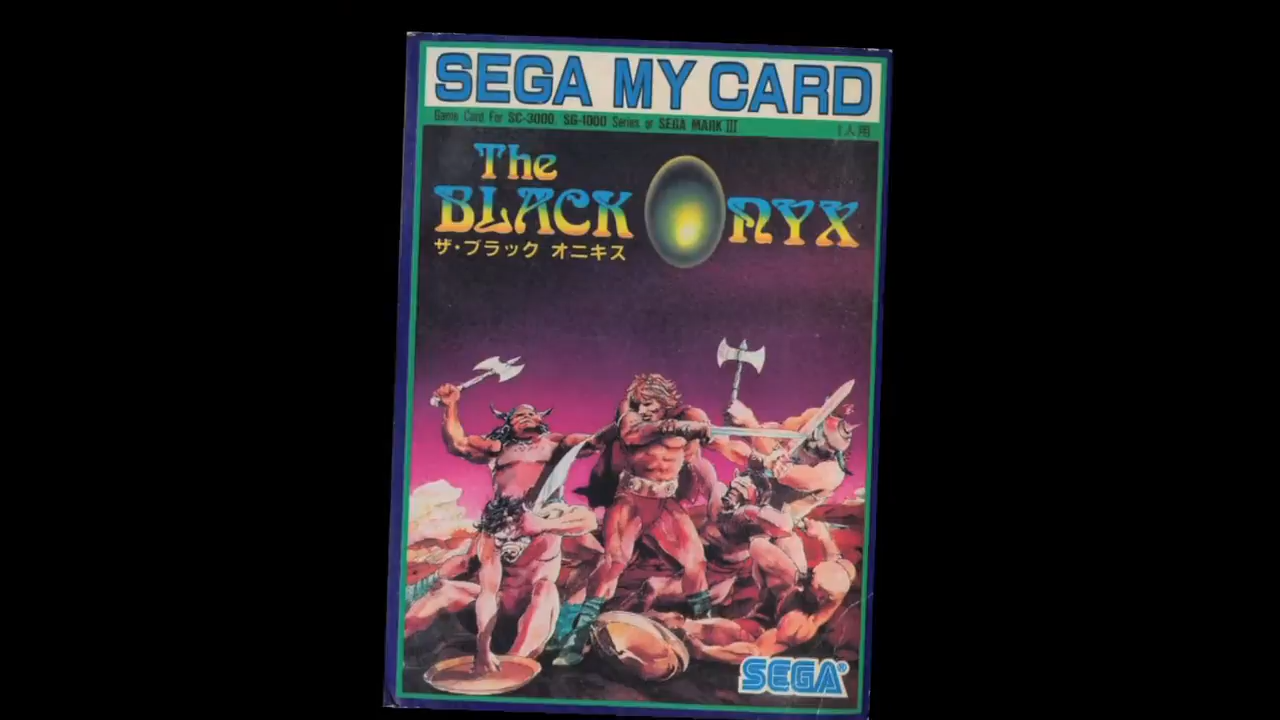 SEGA MY CARD
Game Card For SC-3000, SG-1000 Series or SEGA MARK III
1人用
The
BLACK ONYX
ザ・ブラック オニキス
SEGA®